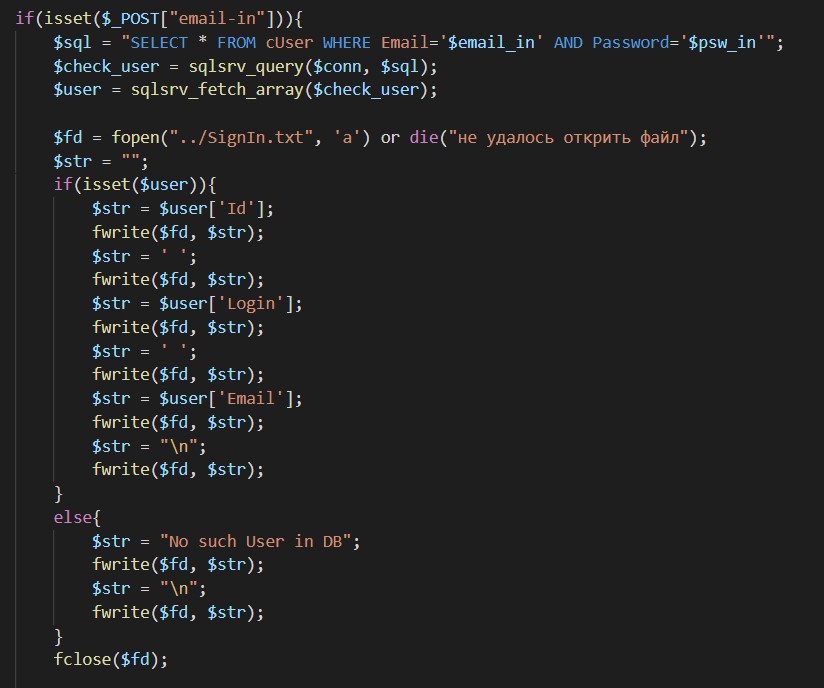 if(isset($_POST["email-in"])){
$sql = "SELECT * FROM cUser WHERE Email='$email_in' AND Password='$psw_in'";
$check_user = sqlsrv_query($conn, $sql);
$user = sqlsrv_fetch_array($check_user);
$fd = fopen("../SignIn.txt", 'a') or die("не удалось открить файл");
$str = "";
if(isset($user)){
$str = $user['Id'];
fwrite($fd, $str);
$str = ' ';
fwrite($fd, $str);
$str = $user['Login'];
fwrite($fd, $str);
$str = ' ';
fwrite($fd, $str);
$str = $user['Email'];
fwrite($fd, $str);
$str = "\n";
fwrite($fd, $str);
}
else{
$str = "No such User in DB";
fwrite($fd, $str);
$str = "\n";
fwrite($fd, $str);
}
fclose($fd);